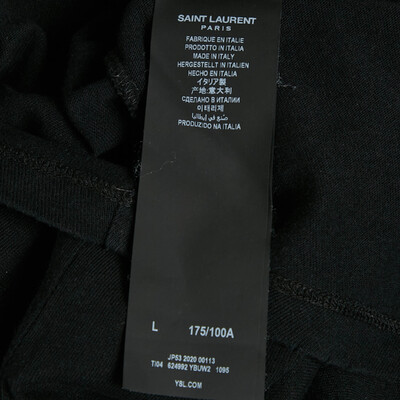 SAINT LAURENT
PARIS
FABRIQUE EN ITALIE
PRODOTTO IN ITALIA
MADE IN ITALY
HERGESTELLT IN ITALIEN
HECHO EN ITALIA
イタリア製
产地:意大利
СДЕЛАНО В ИТАЛИИ
이태리제
صنع في إيطاليا
PRODUZIDO NA ITALIA
L 175/100A
JP53 2020 00113
TI04 624992 YBUW2 1095
YSL.COM